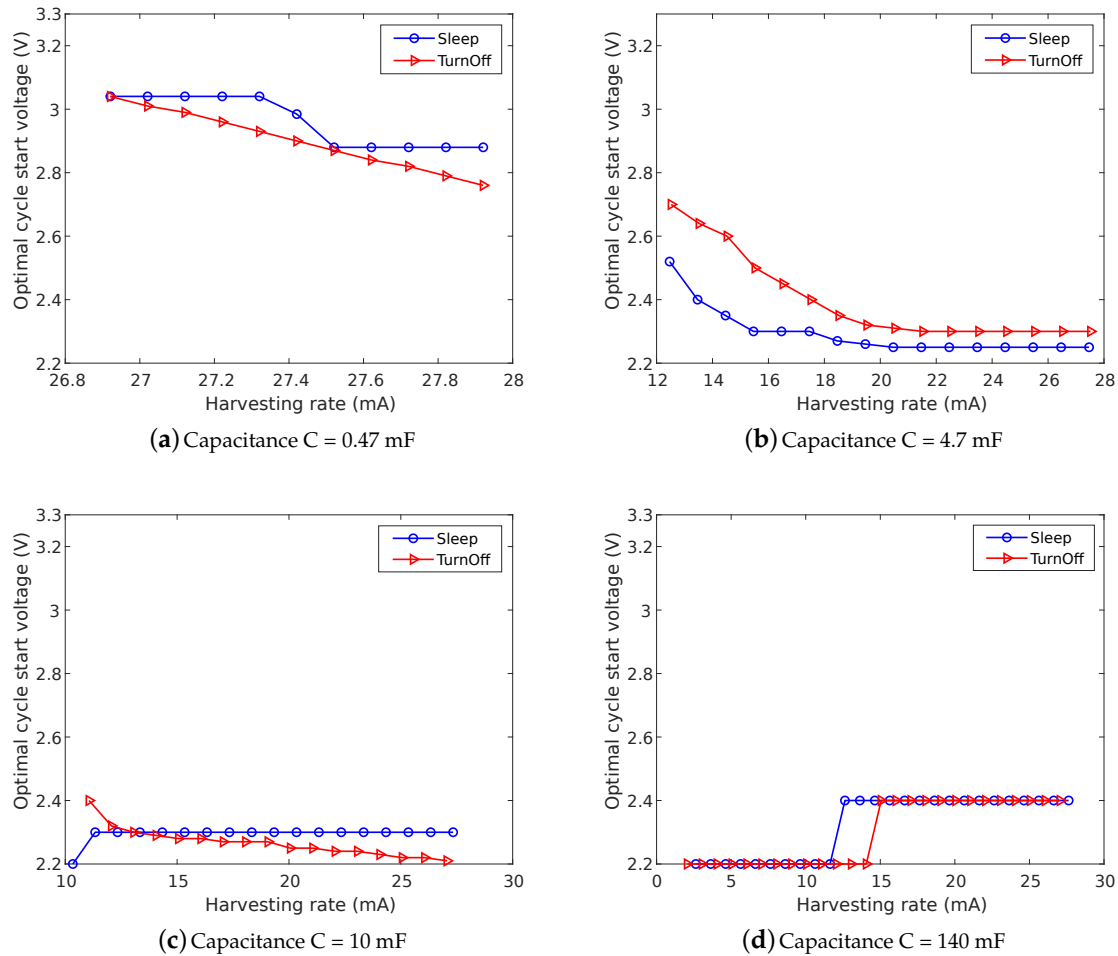 3.3
3.2
3
2.8
2.6
2.4
2.2
Optimal cycle start voltage (V)
Sleep
TurnOff
26.8 27 27.2 27.4 27.6 27.8 28
Harvesting rate (mA)
(a) Capacitance C = 0.47 mF
3.3
3.2
3
2.8
2.6
2.4
2.2
Optimal cycle start voltage (V)
Sleep
TurnOff
12 14 16 18 20 22 24 26 28
Harvesting rate (mA)
(b) Capacitance C = 4.7 mF
3.3
3.2
3
2.8
2.6
2.4
2.2
Optimal cycle start voltage (V)
Sleep
TurnOff
10 15 20 25 30
Harvesting rate (mA)
(c) Capacitance C = 10 mF
3.3
3.2
3
2.8
2.6
2.4
2.2
Optimal cycle start voltage (V)
Sleep
TurnOff
0 5 10 15 20 25 30
Harvesting rate (mA)
(d) Capacitance C = 140 mF